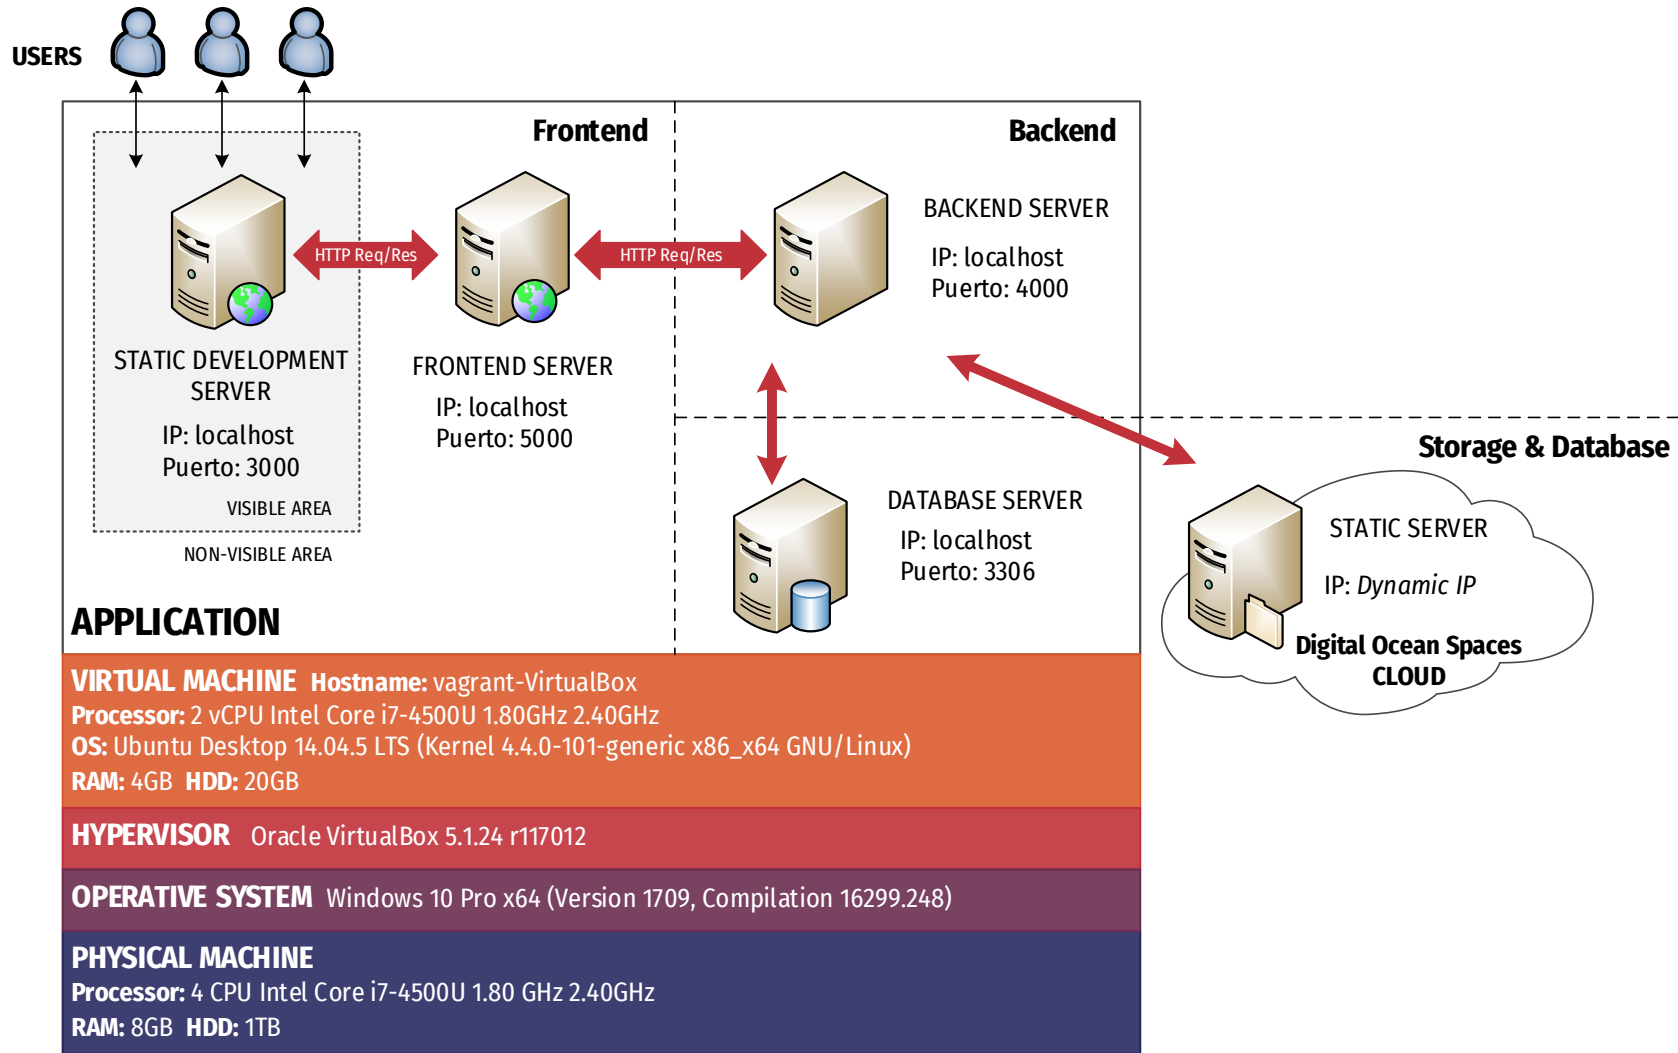 USERS
Frontend
Backend
HTTP Req/Res
HTTP Req/Res
STATIC DEVELOPMENT
SERVER
IP: localhost
Puerto: 3000
VISIBLE AREA
NON-VISIBLE AREA
FRONTEND SERVER
IP: localhost
Puerto: 5000
BACKEND SERVER
IP: localhost
Puerto: 4000
Storage & Database
DATABASE SERVER
IP: localhost
Puerto: 3306
STATIC SERVER
IP: Dynamic IP
Digital Ocean Spaces
CLOUD
APPLICATION
VIRTUAL MACHINE Hostname: vagrant-VirtualBox
Processor: 2 vCPU Intel Core i7-4500U 1.80GHz 2.40GHz
OS: Ubuntu Desktop 14.04.5 LTS (Kernel 4.4.0-101-generic x86_x64 GNU/Linux)
RAM: 4GB HDD: 20GB
HYPERVISOR Oracle VirtualBox 5.1.24 r117012
OPERATIVE SYSTEM Windows 10 Pro x64 (Version 1709, Compilation 16299.248)
PHYSICAL MACHINE
Processor: 4 CPU Intel Core i7-4500U 1.80 GHz 2.40GHz
RAM: 8GB HDD: 1TB